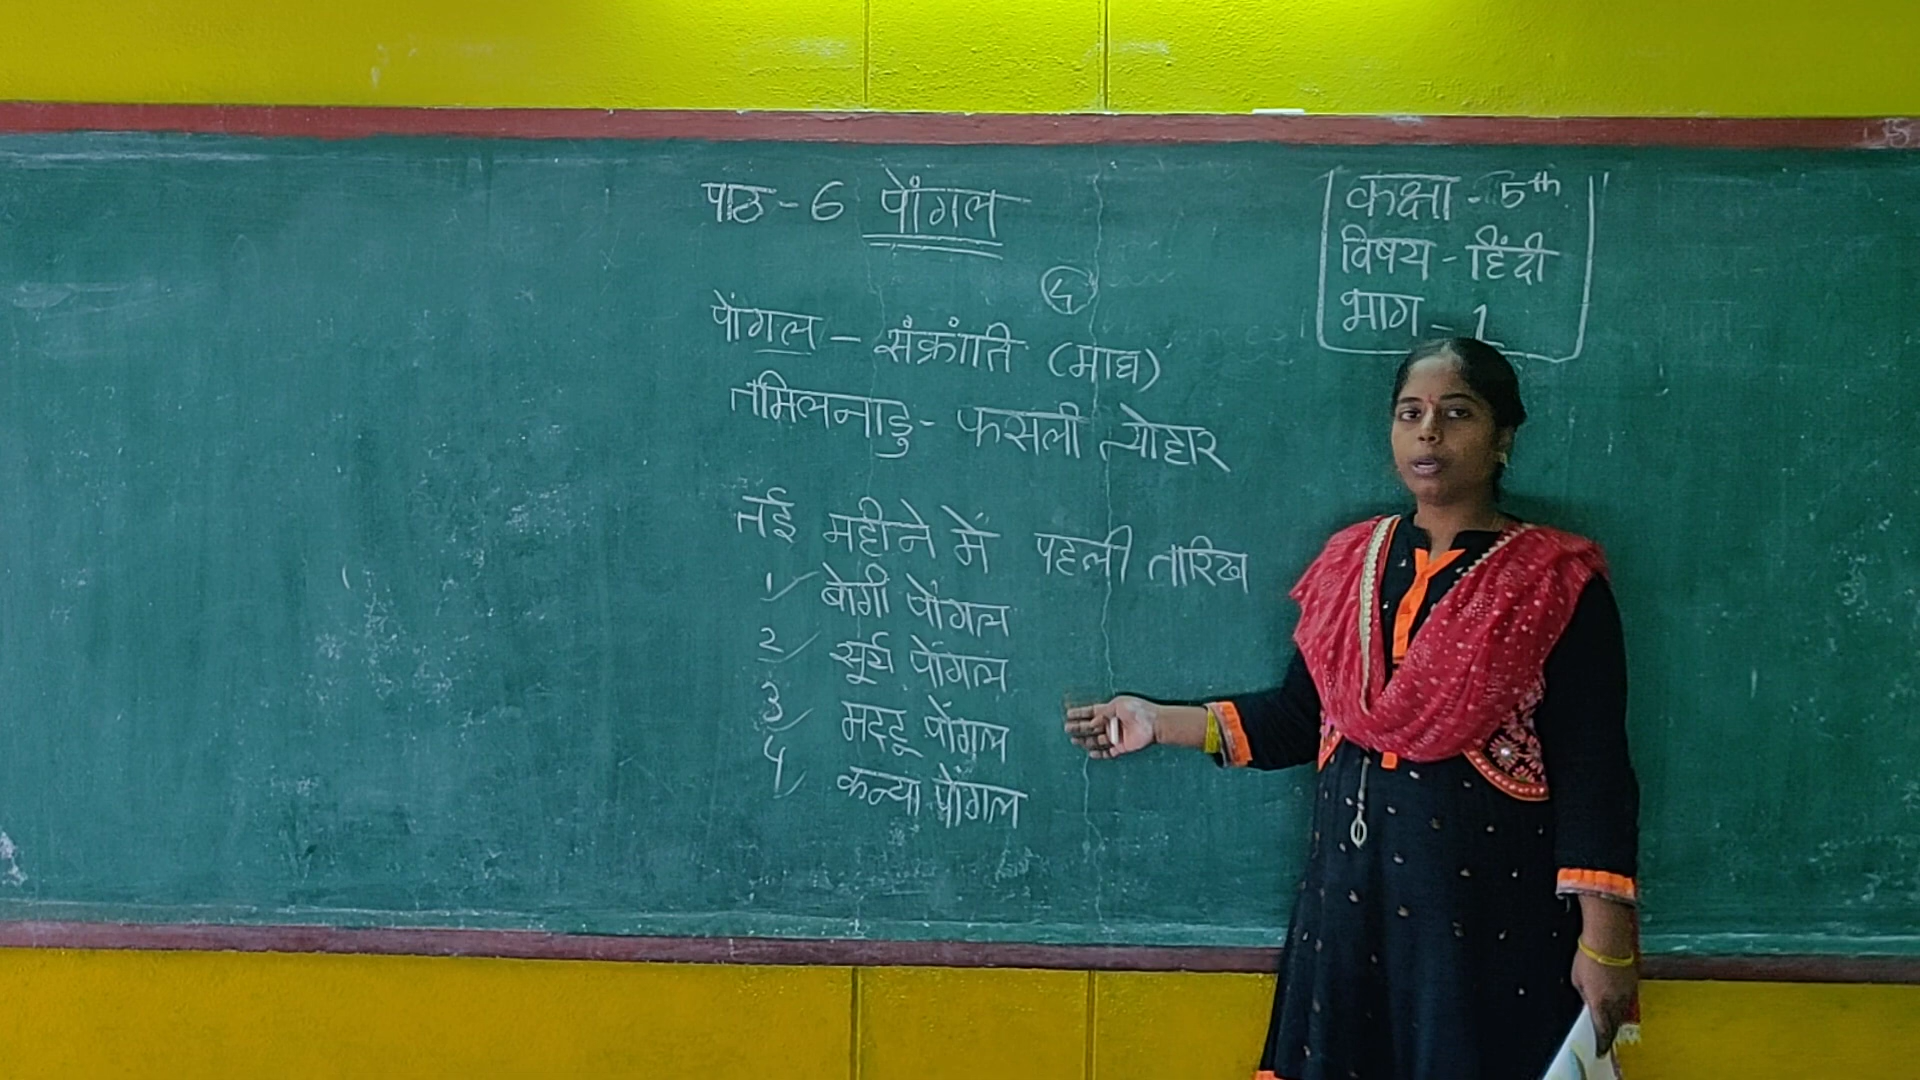 पाठ - 6 पोंगल
कक्षा - 5th
विषय - हिंदी
भाग - 1
पोंगल - संक्रांति (माघ)
तमिलनाडु - फसली त्योहार
नई महीने में पहली तारिख
1 बोगी पोंगल
2 सूर्य पोंगल
3 मट्टू पोंगल
4 कन्या पोंगल